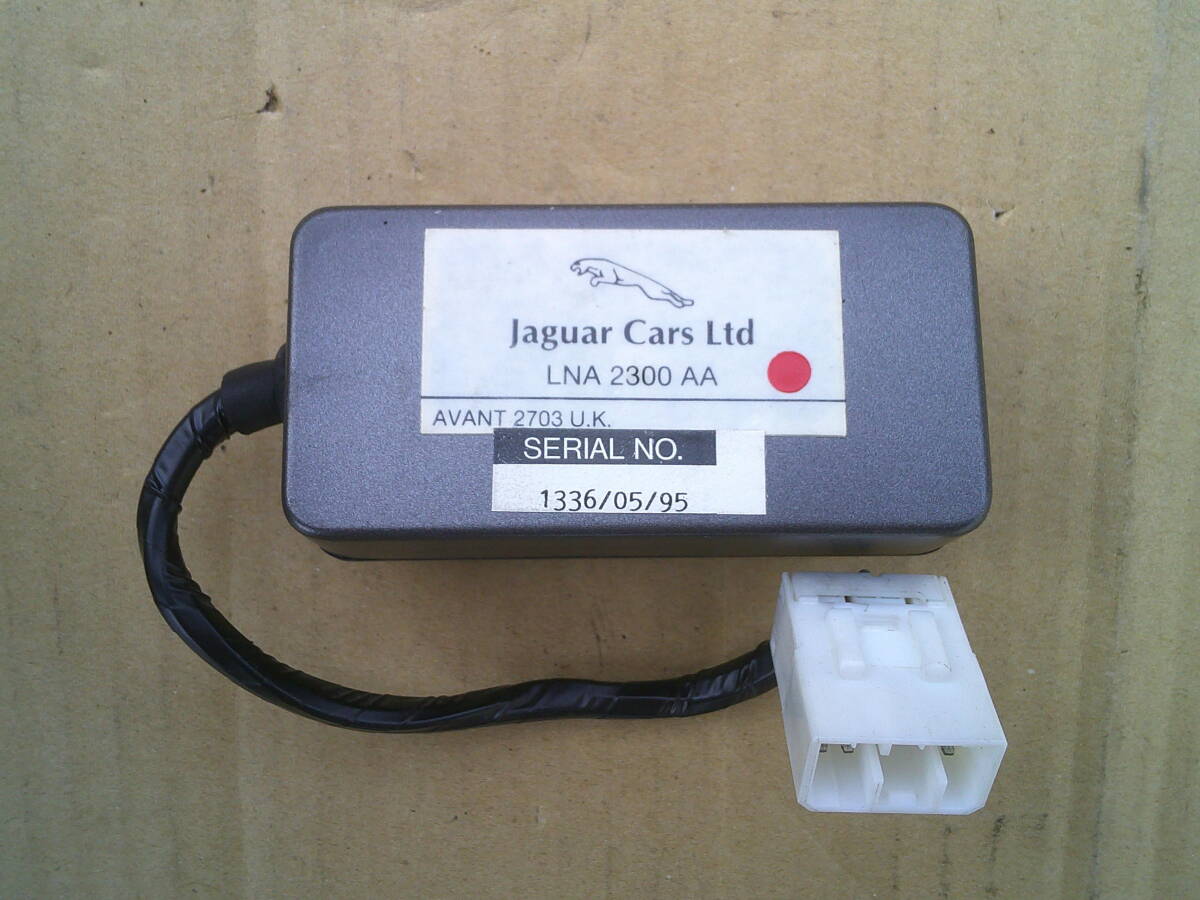 Jaguar Cars Ltd
LNA 2300 AA
AVANT 2703 U.K.
SERIAL NO.
1336/05/95